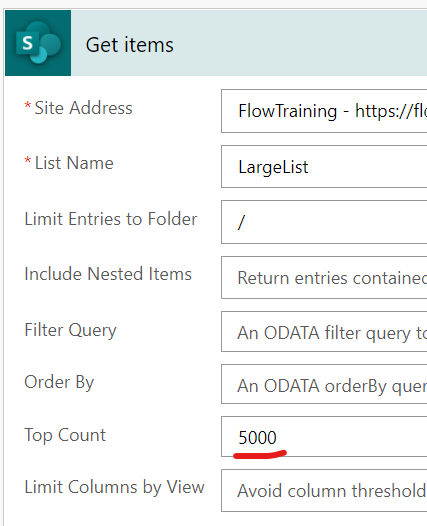 S
Get items
* Site Address
FlowTraining - https://fl
* List Name
LargeList
Limit Entries to Folder
/
Include Nested Items
Return entries contained
Filter Query
An ODATA filter query to
Order By
An ODATA orderBy quer
Top Count
5000
Limit Columns by View
Avoid column threshold